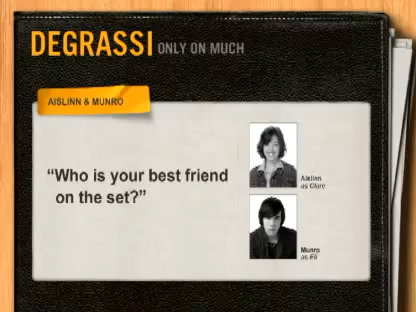 DEGRASSI ONLY ON MUCH
AISLINN & MUNRO
“Who is your best friend
on the set?”
Aislinn
as Clare
Munro
as Eli